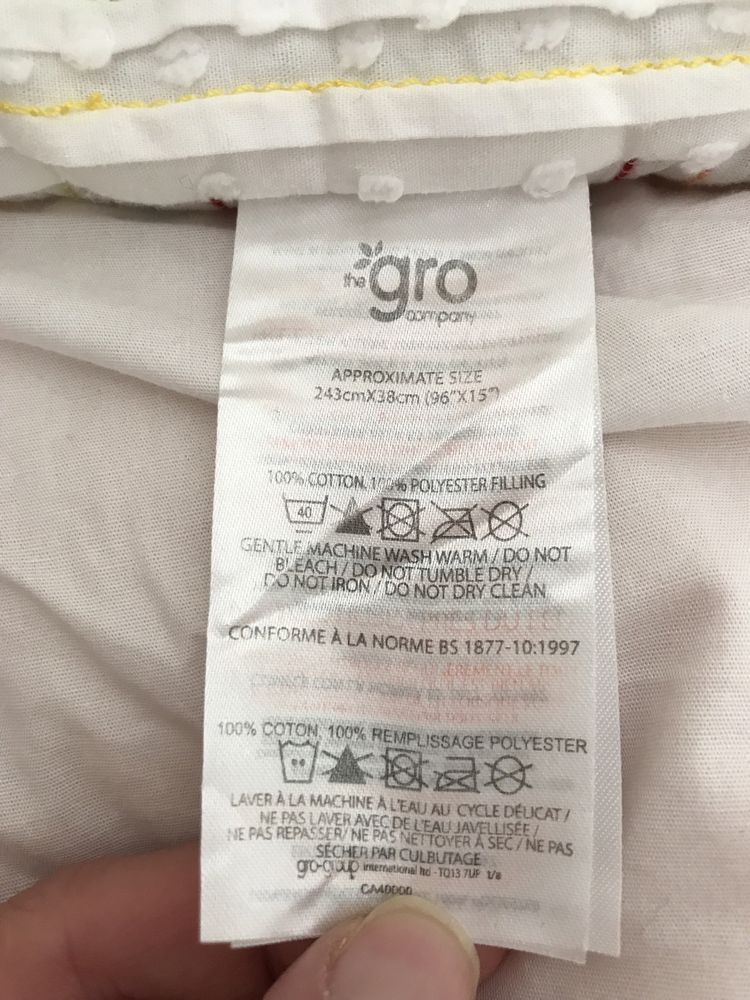 the gro
company
APPROXIMATE SIZE
243cmX38cm (96"X15")
100% COTTON, 100% POLYESTER FILLING
40
GENTLE MACHINE WASH WARM / DO NOT
BLEACH / DO NOT TUMBLE DRY /
DO NOT IRON / DO NOT DRY CLEAN
CONFORME À LA NORME BS 1877-10:1997
100% COTON, 100% REMPLISSAGE POLYESTER
LAVER À LA MACHINE À L'EAU AU CYCLE DÉLICAT /
NE PAS LAVER AVEC DE L'EAU JAVELLISÉE /
NE PAS REPASSER/ NE PAS NETTOYER À SEC / NE PAS
SÉCHER PAR CULBUTAGE
gro-group international ltd - TQ13 7UP 1/8
CA40000